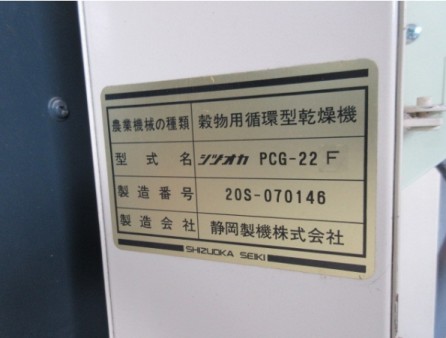 農業機械の種類 穀物用循環型乾燥機
型式名 シヅオカ PCG-22 F
製造番号 20S-070146
製造会社 静岡製機株式会社
SHIZUOKA SEIKI